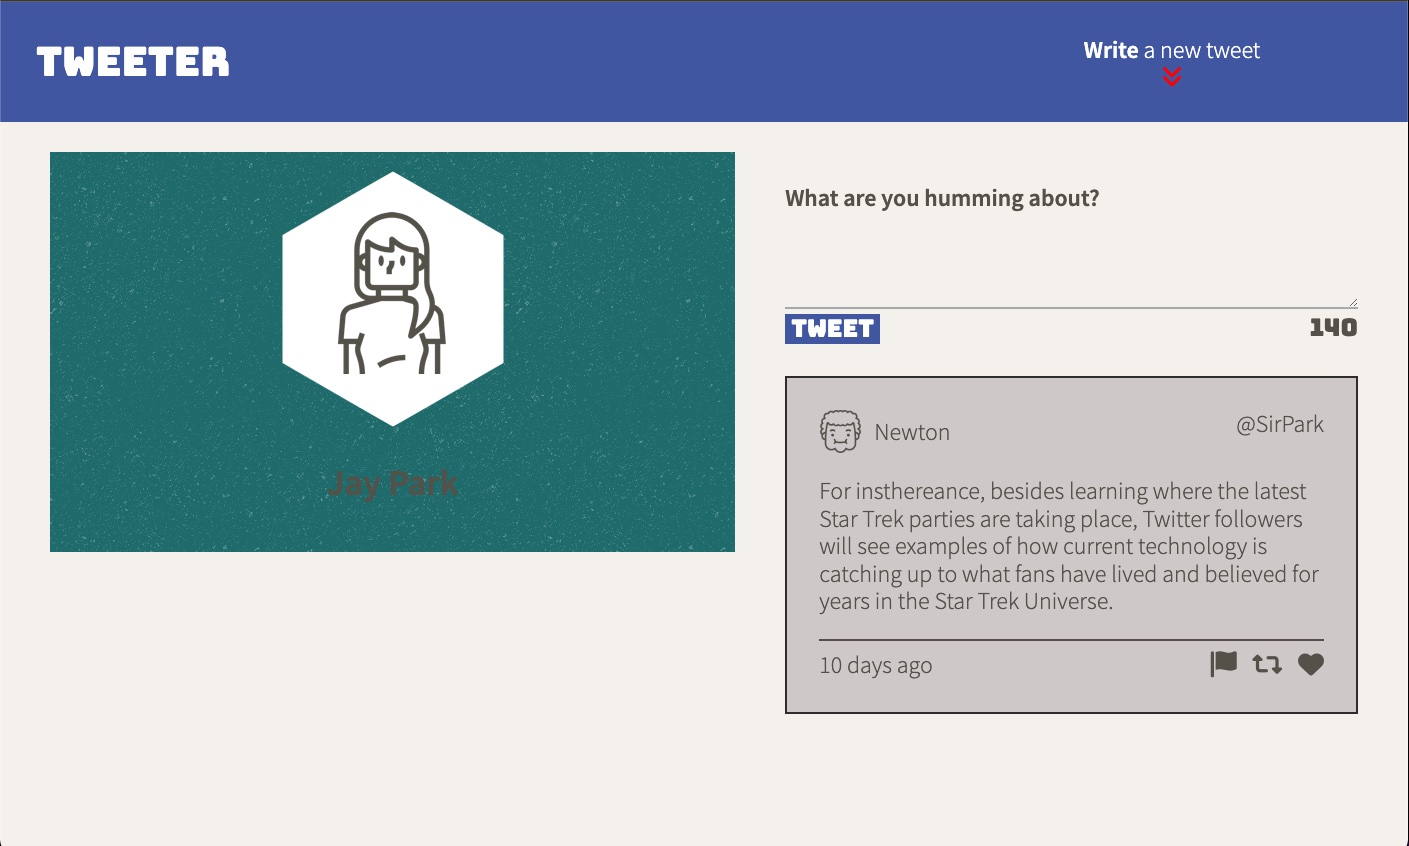 TWEETER
Write a new tweet
Jay Park
What are you humming about?
TWEET
140
Newton
@SirPark
For insthereance, besides learning where the latest
Star Trek parties are taking place, Twitter followers
will see examples of how current technology is
catching up to what fans have lived and believed for
years in the Star Trek Universe.
10 days ago